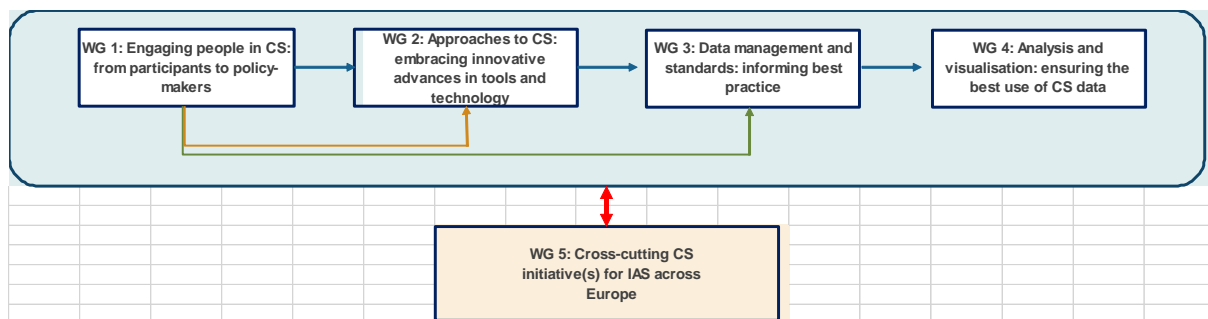 WG 1: Engaging people in CS:
from participants to policy-
makers
WG 2: Approaches to CS:
embracing innovative
advances in tools and
technology
WG 3: Data management and
standards: informing best
practice
WG 4: Analysis and
visualisation: ensuring the
best use of CS data
WG 5: Cross-cutting CS
initiative(s) for IAS across
Europe